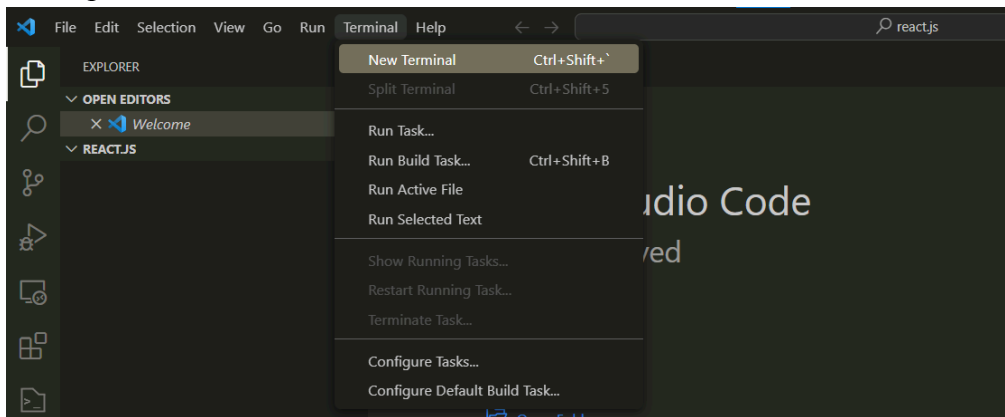 File Edit Selection View Go Run Terminal Help react.js
EXPLORER
OPEN EDITORS
Welcome
REACT.JS
New Terminal Ctrl+Shift+`
Split Terminal Ctrl+Shift+5
Run Task...
Run Build Task... Ctrl+Shift+B
Run Active File
Run Selected Text
Show Running Tasks...
Restart Running Task...
Terminate Task...
Configure Tasks...
Configure Default Build Task...
udio Code
ved